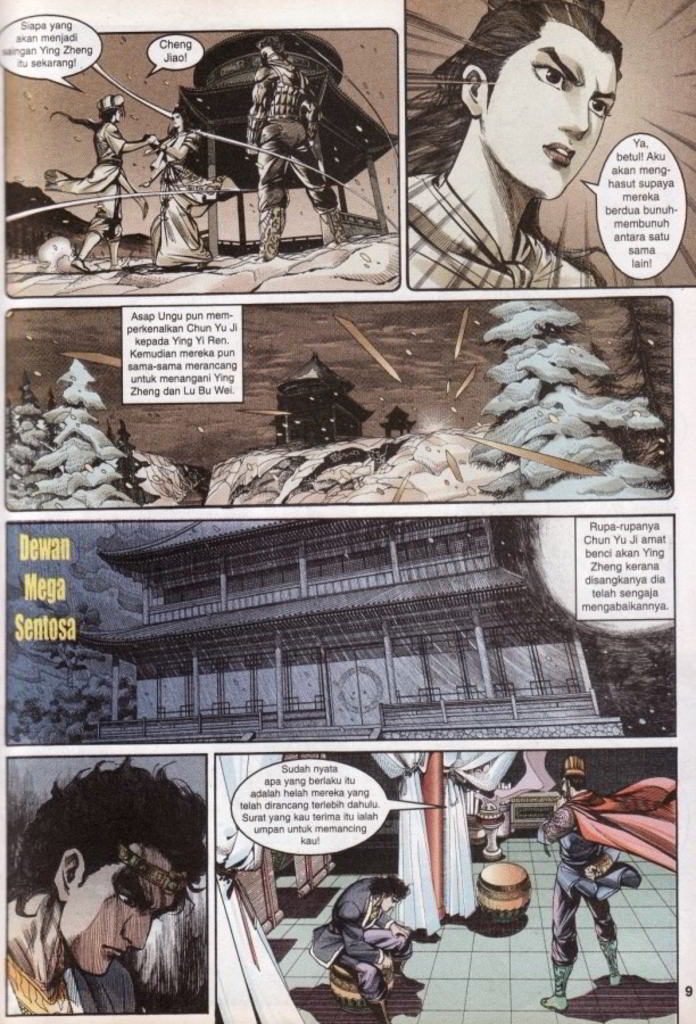 Siapa yang
akan menjadi
saingan Ying Zheng
itu sekarang!
Cheng
Jiao!
Ya,
betul! Aku
akan meng-
hasut supaya
mereka
berdua bunuh-
membunuh
antara satu
sama
lain!
Asap Ungu pun mem-
perkenalkan Chun Yu Ji
kepada Ying Yi Ren.
Kemudian mereka pun
sama-sama merancang
untuk menangani Ying
Zheng dan Lu Bu Wei.
Dewan
Mega
Sentosa
Rupa-rupanya
Chun Yu Ji amat
benci akan Ying
Zheng kerana
disangkanya dia
telah sengaja
mengabaikannya.
Sudah nyata
apa yang berlaku itu
adalah helah mereka yang
telah dirancang terlebih dahulu.
Surat yang kau terima itu ialah
umpan untuk memancing
kau!
9